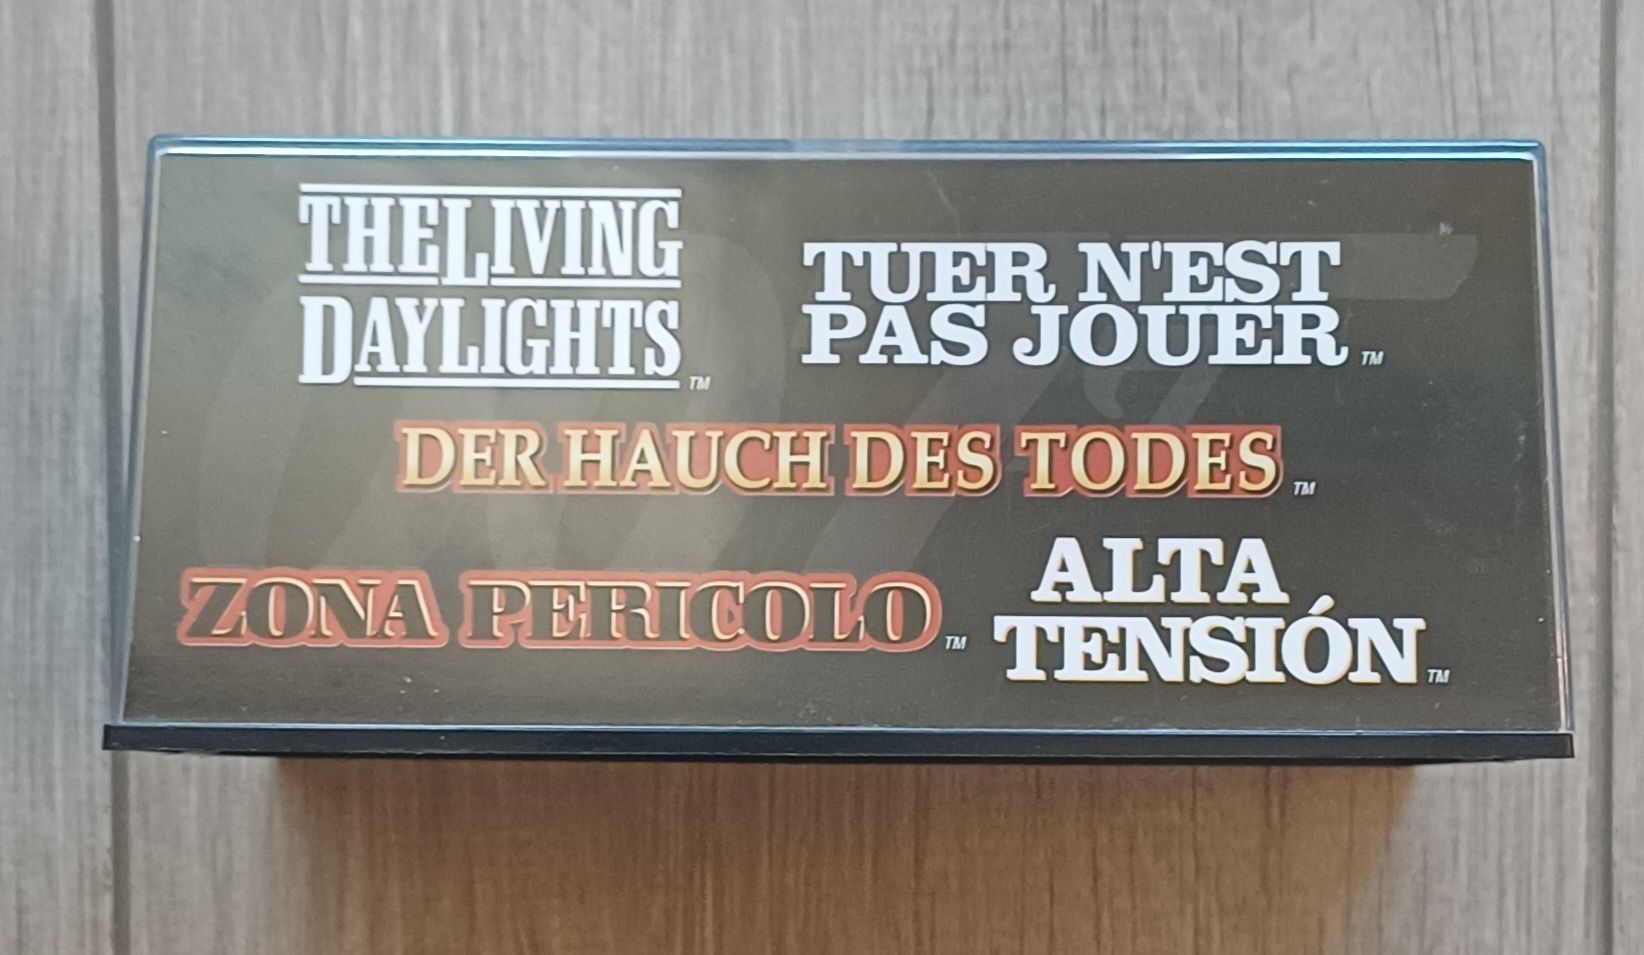 THE LIVING
DAYLIGHTS TM
TUER N'EST
PAS JOUER TM
DER HAUCH DES TODES TM
ZONA PERICOLO TM
ALTA
TENSIÓN TM